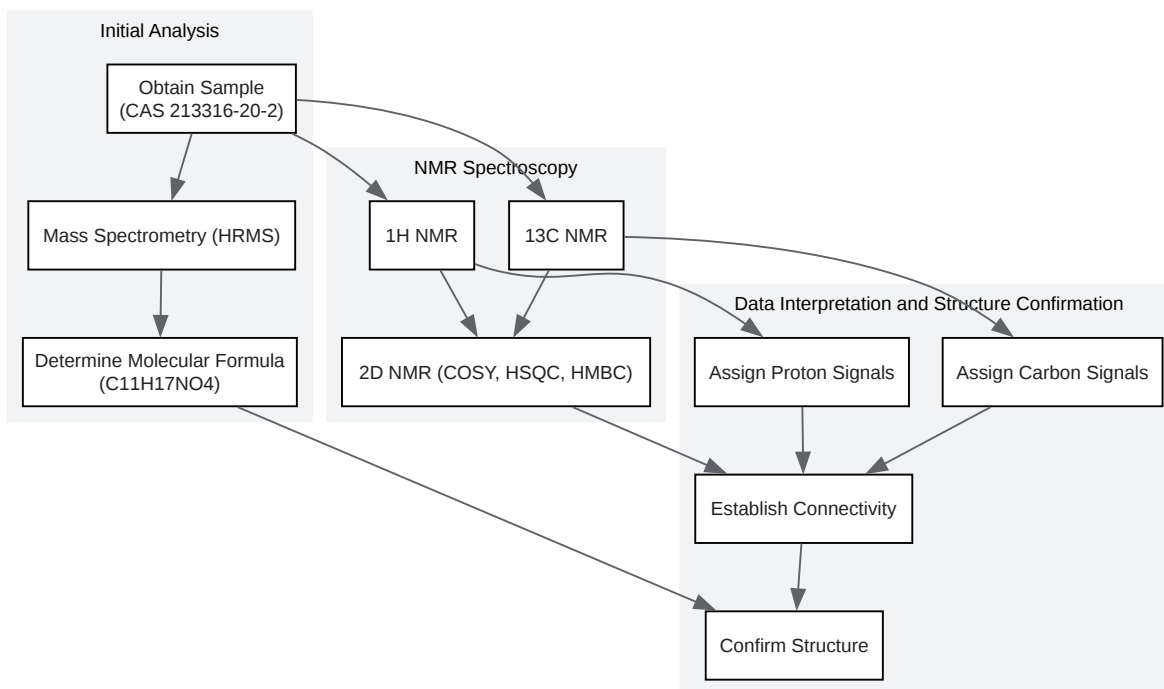 Initial Analysis
Obtain Sample
(CAS 213316-20-2)
NMR Spectroscopy
Mass Spectrometry (HRMS)
1H NMR
13C NMR
Data Interpretation and Structure Confirmation
Determine Molecular Formula
(C11H17NO4)
2D NMR (COSY, HSQC, HMBC)
Assign Proton Signals
Assign Carbon Signals
Establish Connectivity
Confirm Structure